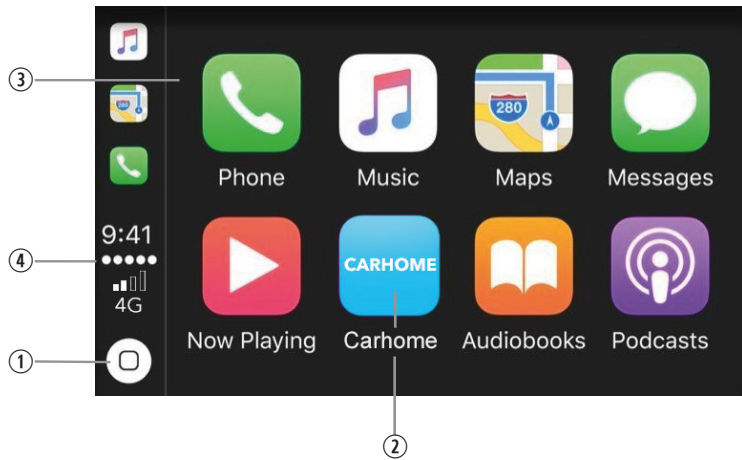 ③
280
Phone Music Maps Messages
9:41
④
4G
CARHOME
Now Playing Carhome Audiobooks Podcasts
①
②